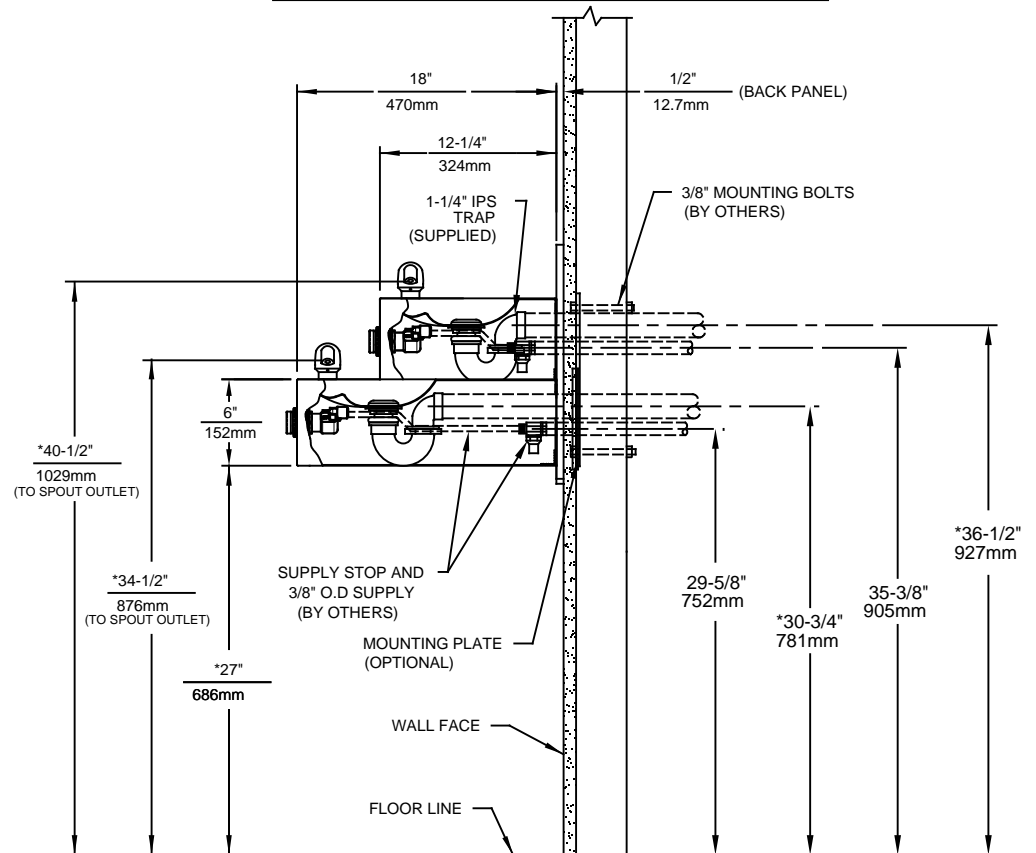 18"
470mm
1/2"
12.7mm
(BACK PANEL)
12-1/4"
324mm
1-1/4" IPS
TRAP
(SUPPLIED)
3/8" MOUNTING BOLTS
(BY OTHERS)
6"
152mm
*40-1/2"
1029mm
(TO SPOUT OUTLET)
*34-1/2"
876mm
(TO SPOUT OUTLET)
*27"
686mm
SUPPLY STOP AND
3/8" O.D SUPPLY
(BY OTHERS)
MOUNTING PLATE
(OPTIONAL)
WALL FACE
FLOOR LINE
29-5/8"
752mm
*30-3/4"
781mm
35-3/8"
905mm
*36-1/2"
927mm